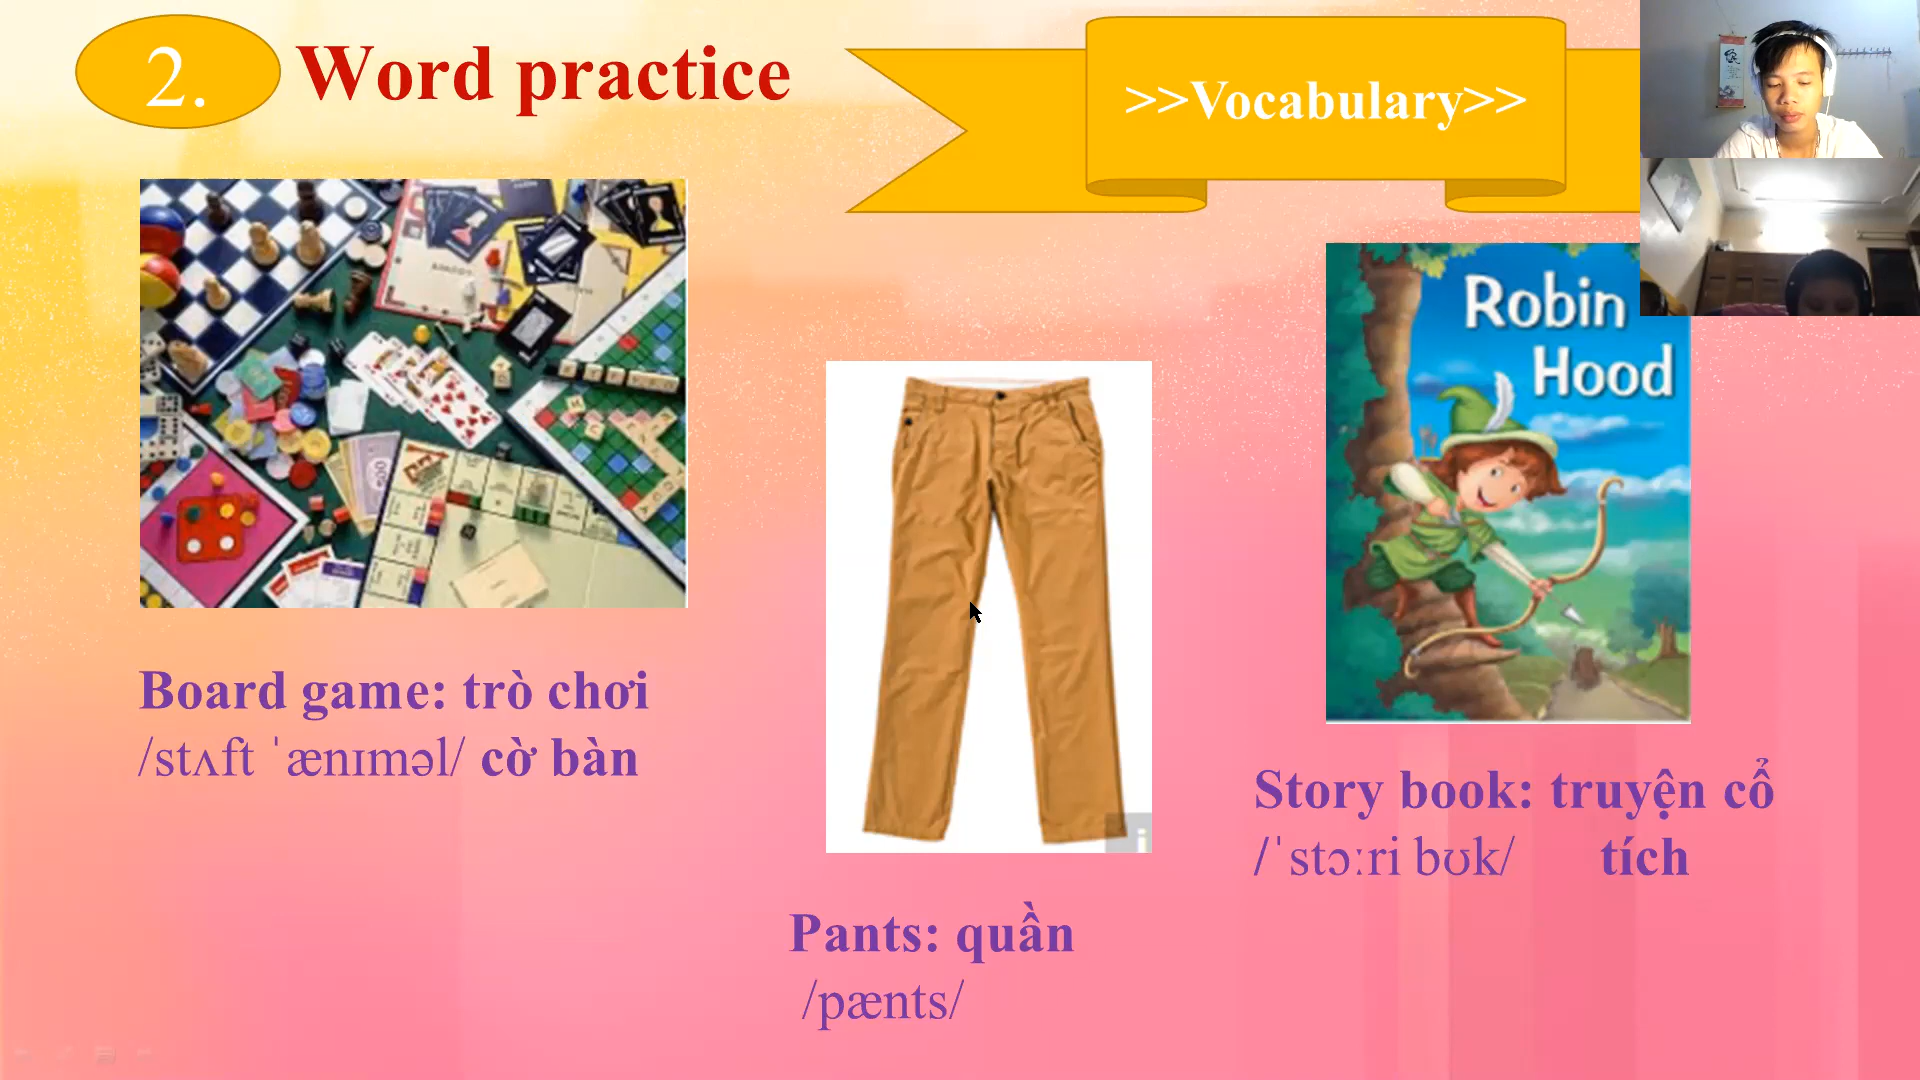 2.
Word practice
>>Vocabulary>>
Robin
Hood
Board game: trò chơi
/stʌft ˈænɪməl/ cờ bàn
Pants: quần
/pænts/
Story book: truyện cổ
/ˈstɔːri bʊk/ tích